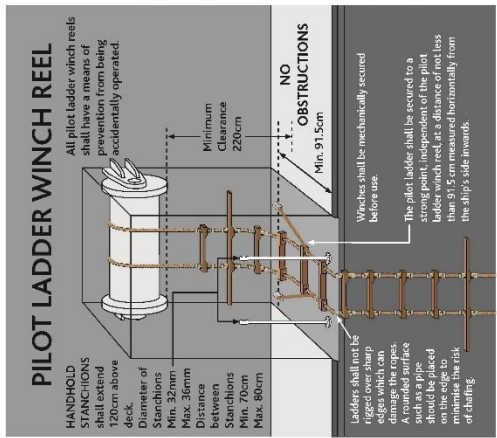 PILOT LADDER WINCH REEL
HANDHOLD
STANCHIONS
shall extend
120cm above
deck.
Diameter of
Stanchions
Min. 32mm
Max. 36mm
Distance
between
Stanchions
Min. 70cm
Max. 80cm
All pilot ladder winch reels
shall have a means of
prevention from being
accidentally operated.
Minimum
Clearance
220cm
NO
OBSTRUCTIONS
Min. 91.5cm
Ladders shall not be
rigged over sharp
edges which can
damage the ropes.
A rounded surface
such as a pipe
should be placed
on the edge to
minimise the risk
of chaffing
Winches shall be mechanically secured
before use.
The pilot ladder shall be secured to a
strong point, independent of the pilot
ladder winch reel, at a distance of not less
than 91.5 cm measured horizontally from
the ship's side inwards.